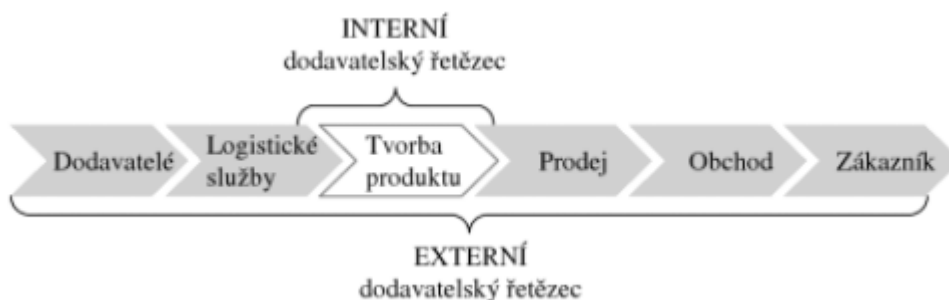 INTERNÍ
dodavatelský řetězec
Dodavatelé
Logistické
služby
Tvorba
produktu
Prodej
Obchod
Zákazník
EXTERNÍ
dodavatelský řetězec